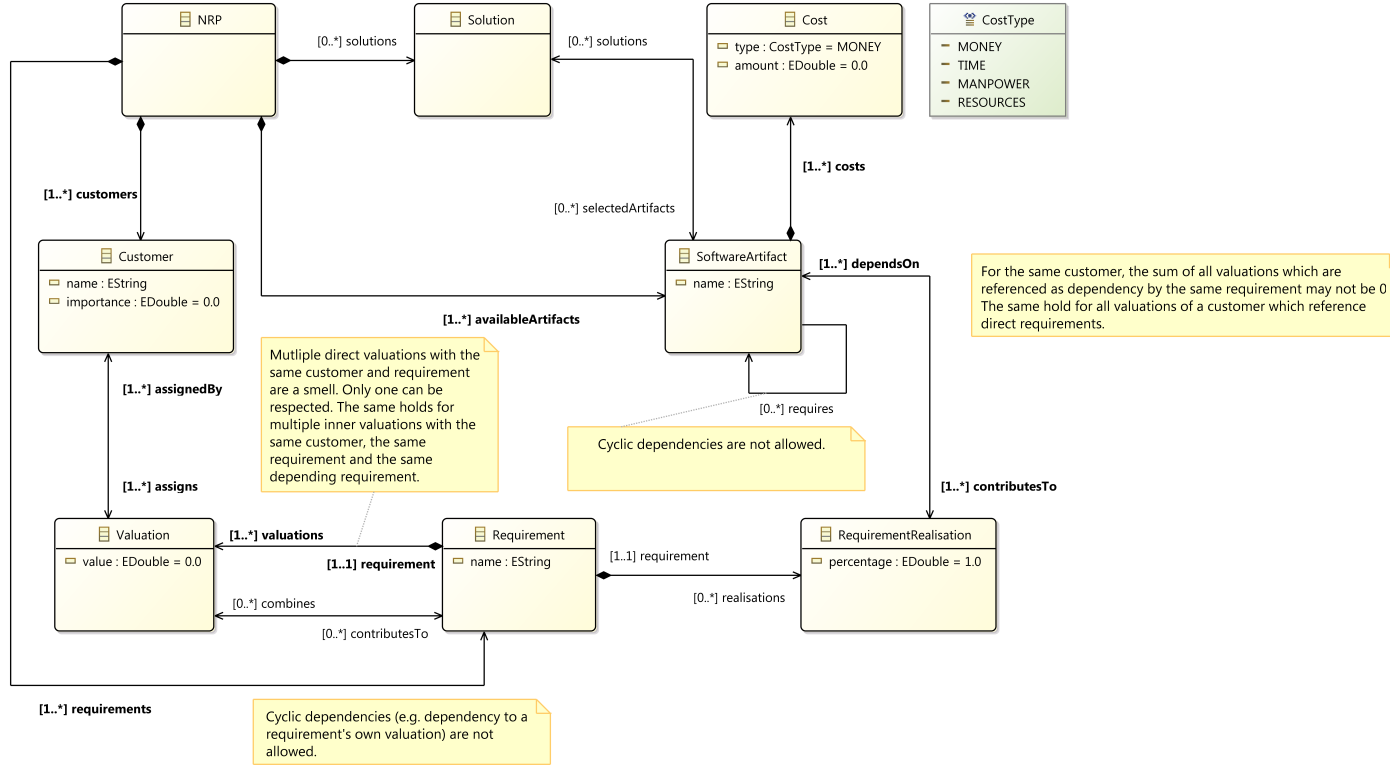 NRP
Solution
Cost
type : CostType = MONEY
amount : EDouble = 0.0
CostType
MONEY
TIME
MANPOWER
RESOURCES
[0..*] solutions
[0..*] solutions
[1..*] costs
[1..*] customers
[0..*] selectedArtifacts
Customer
name : EString
importance : EDouble = 0.0
SoftwareArtifact
name : EString
[1..*] dependsOn
For the same customer, the sum of all valuations which are
referenced as dependency by the same requirement may not be 0
The same hold for all valuations of a customer which reference
direct requirements.
[1..*] availableArtifacts
Mutliple direct valuations with the
same customer and requirement
are a smell. Only one can be
respected. The same holds for
multiple inner valuations with the
same customer, the same
requirement and the same
depending requirement.
[1..*] assignedBy
[0..*] requires
Cyclic dependencies are not allowed.
[1..*] assigns
[1..*] contributesTo
Valuation
value : EDouble = 0.0
[1..*] valuations
[1..1] requirement
Requirement
name : EString
[1..1] requirement
[0..*] realisations
RequirementRealisation
percentage : EDouble = 1.0
[0..*] combines
[0..*] contributesTo
[1..*] requirements
Cyclic dependencies (e.g. dependency to a
requirement's own valuation) are not
allowed.